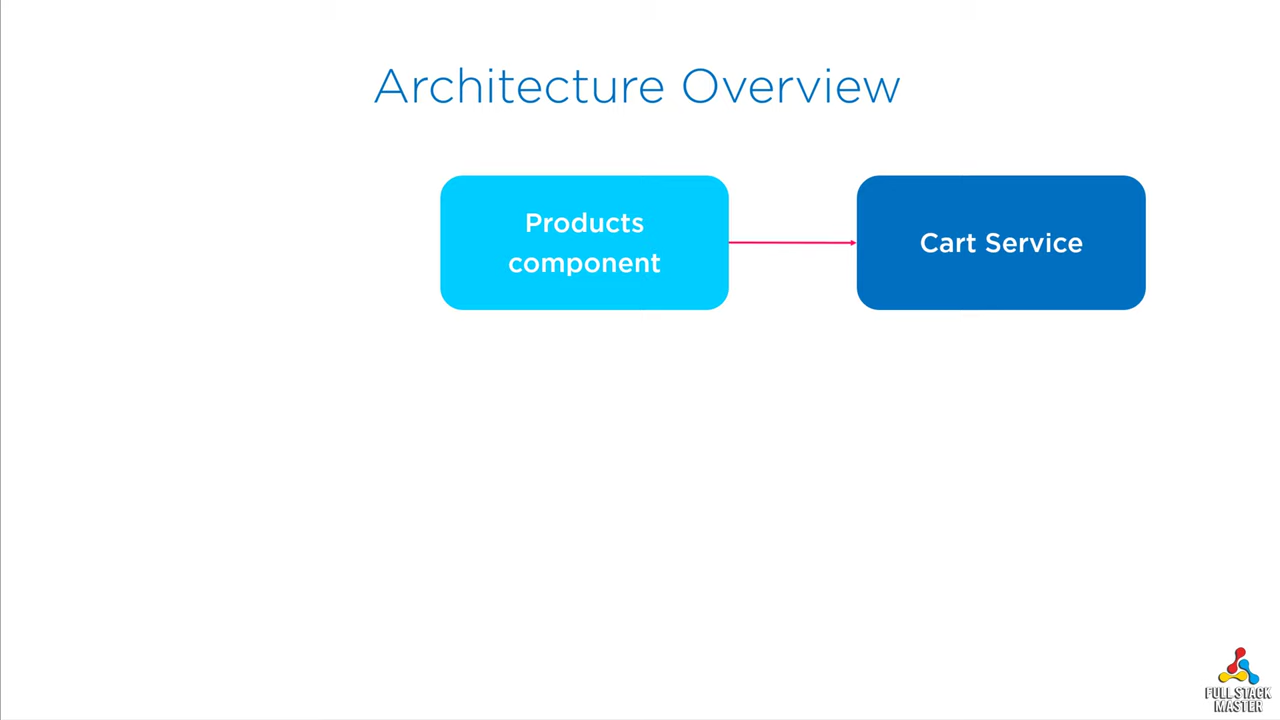 Architecture Overview
Products
component
Cart Service
FULL STACK
MASTER